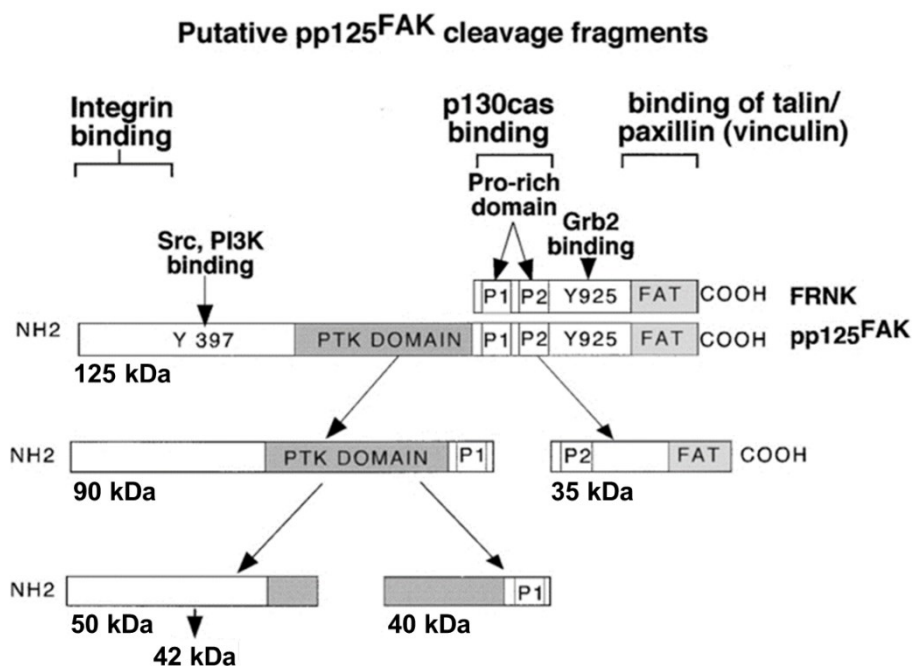 Putative pp125FAK cleavage fragments
Integrin
binding
p130cas
binding
binding of talin/
paxillin (vinculin)
Pro-rich
domain
Src, PI3K
binding
Grb2
binding
P1 P2 Y925 FAT COOH FRNK
NH2 Y 397 PTK DOMAIN P1 P2 Y925 FAT COOH pp125FAK
125 kDa
NH2 PTK DOMAIN P1 P2 FAT COOH
90 kDa 35 kDa
NH2 P1
50 kDa 40 kDa
42 kDa